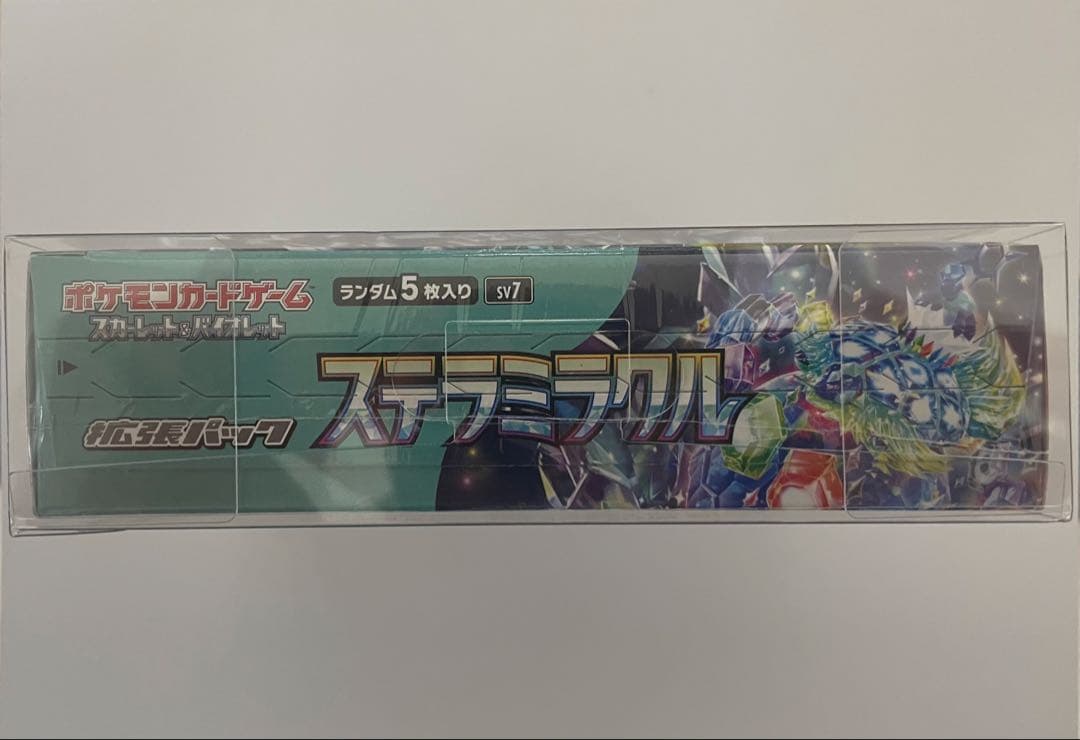 ポケモンカードゲーム
スカーレット&バイオレット
ランダム5枚入り SV7
拡張パック
ステラミラクル